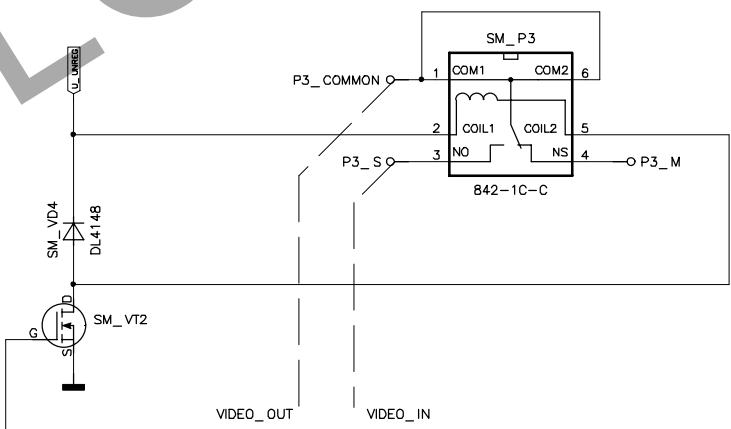 SM_P3
U_UNREG
P3_COMMON
1
COM1
COM2
6
2
COIL1
COIL2
5
P3_S
3
NO
NS
4
P3_M
842-1C-C
SM_VD4
DL4148
D
SM_VT2
G
S
VIDEO_OUT
VIDEO_IN